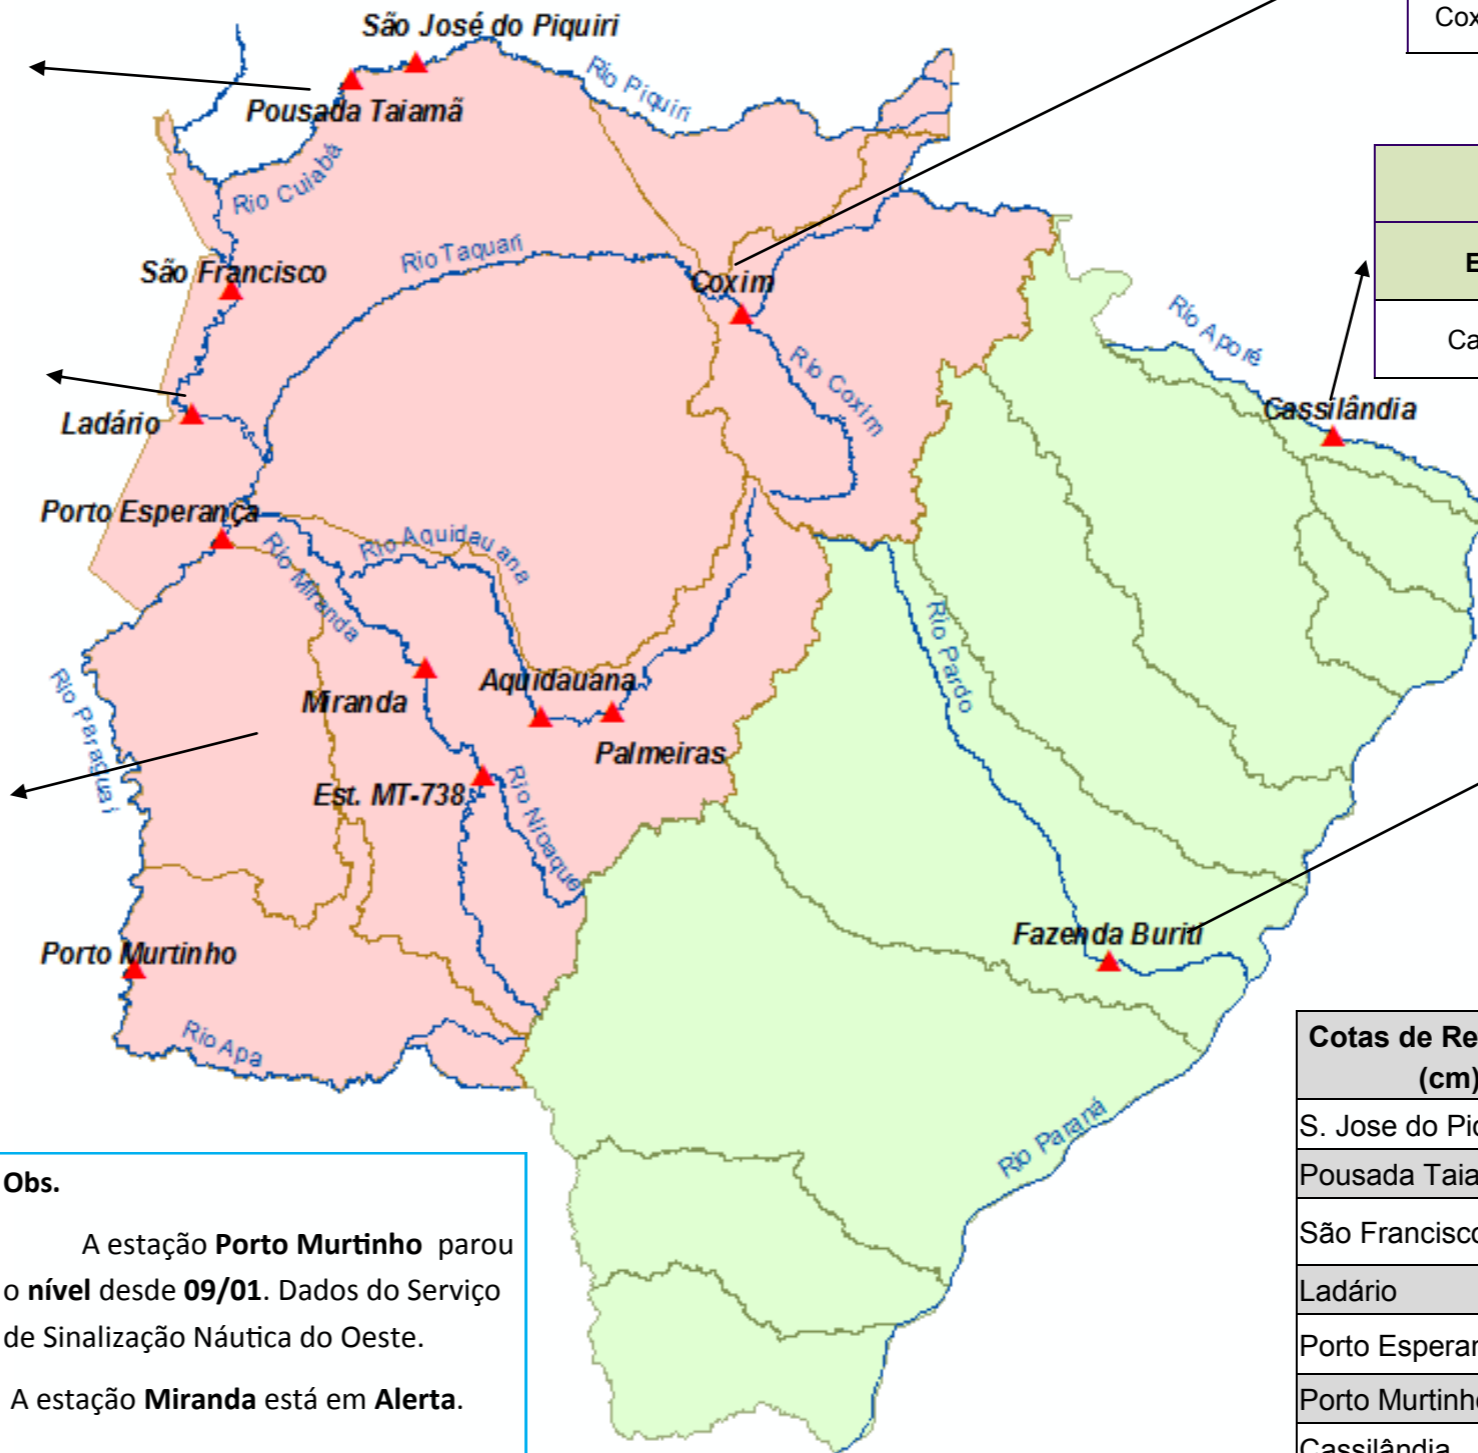 São José do Piquiri
Rio Piquiri
Pousada Taiamã
Rio Cuiabá
Rio Taquari
São Francisco
Coxim
Rio Aporé
Rio Coxim
Cassilândia
Ladário
Porto Esperança
Rio Aquidauana
Rio Miranda
Rio Pardo
Aquidauana
Miranda
Rio Paraguai
Palmeiras
Est. MT-738
Rio Nioaque
Fazenda Buriti
Porto Murtinho
Rio Apa
Rio Paraná
Cox
E
Ca
Cotas de Re
(cm)
S. Jose do Pi
Pousada Taia
São Francisco
Ladário
Porto Esperan
Porto Murtinho
Cassilândia
Obs.
A estação Porto Murtinho parou
o nível desde 09/01. Dados do Serviço
de Sinalização Náutica do Oeste.
A estação Miranda está em Alerta.